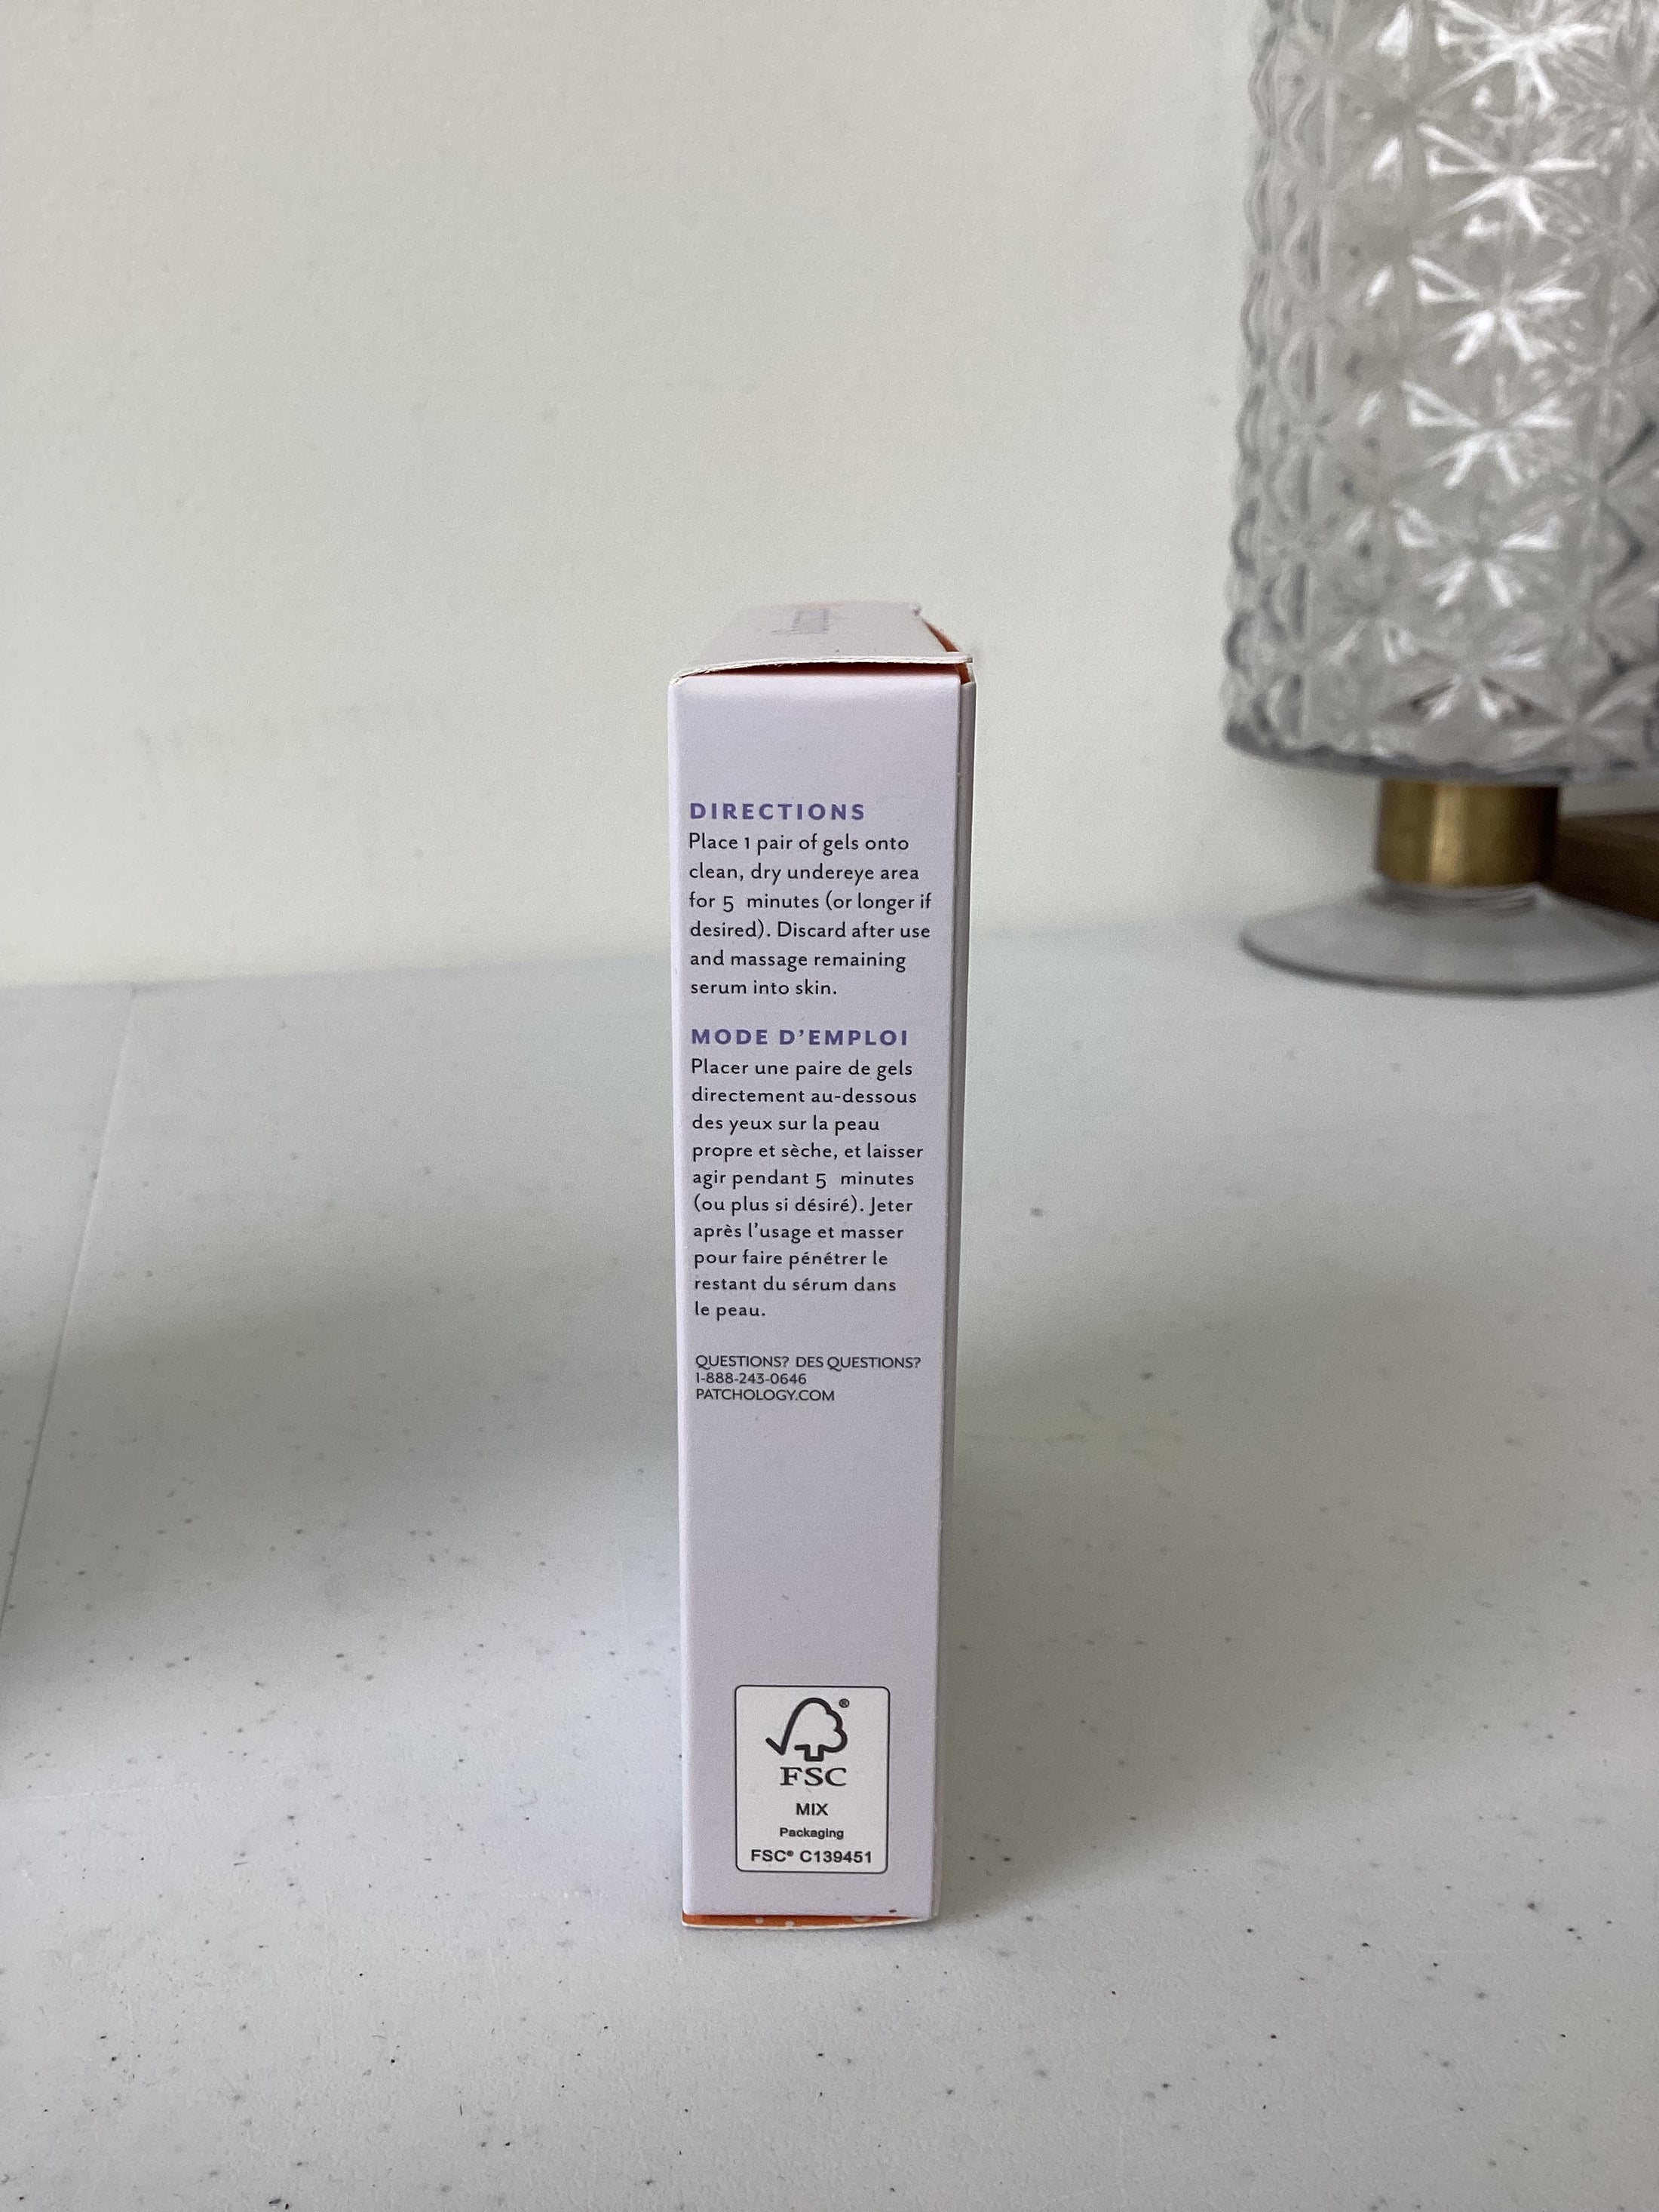 DIRECTIONS
Place 1 pair of gels onto
clean, dry undereye area
for 5 minutes (or longer if
desired). Discard after use
and massage remaining
serum into skin.
MODE D'EMPLOI
Placer une paire de gels
directement au-dessous
des yeux sur la peau
propre et sèche, et laisser
agir pendant 5 minutes
(ou plus si désiré). Jeter
après l'usage et masser
pour faire pénétrer le
restant du sérum dans
le peau.
QUESTIONS? DES QUESTIONS?
1-888-243-0646
PATCHOLOGY.COM
®
FSC
MIX
Packaging
FSC® C139451